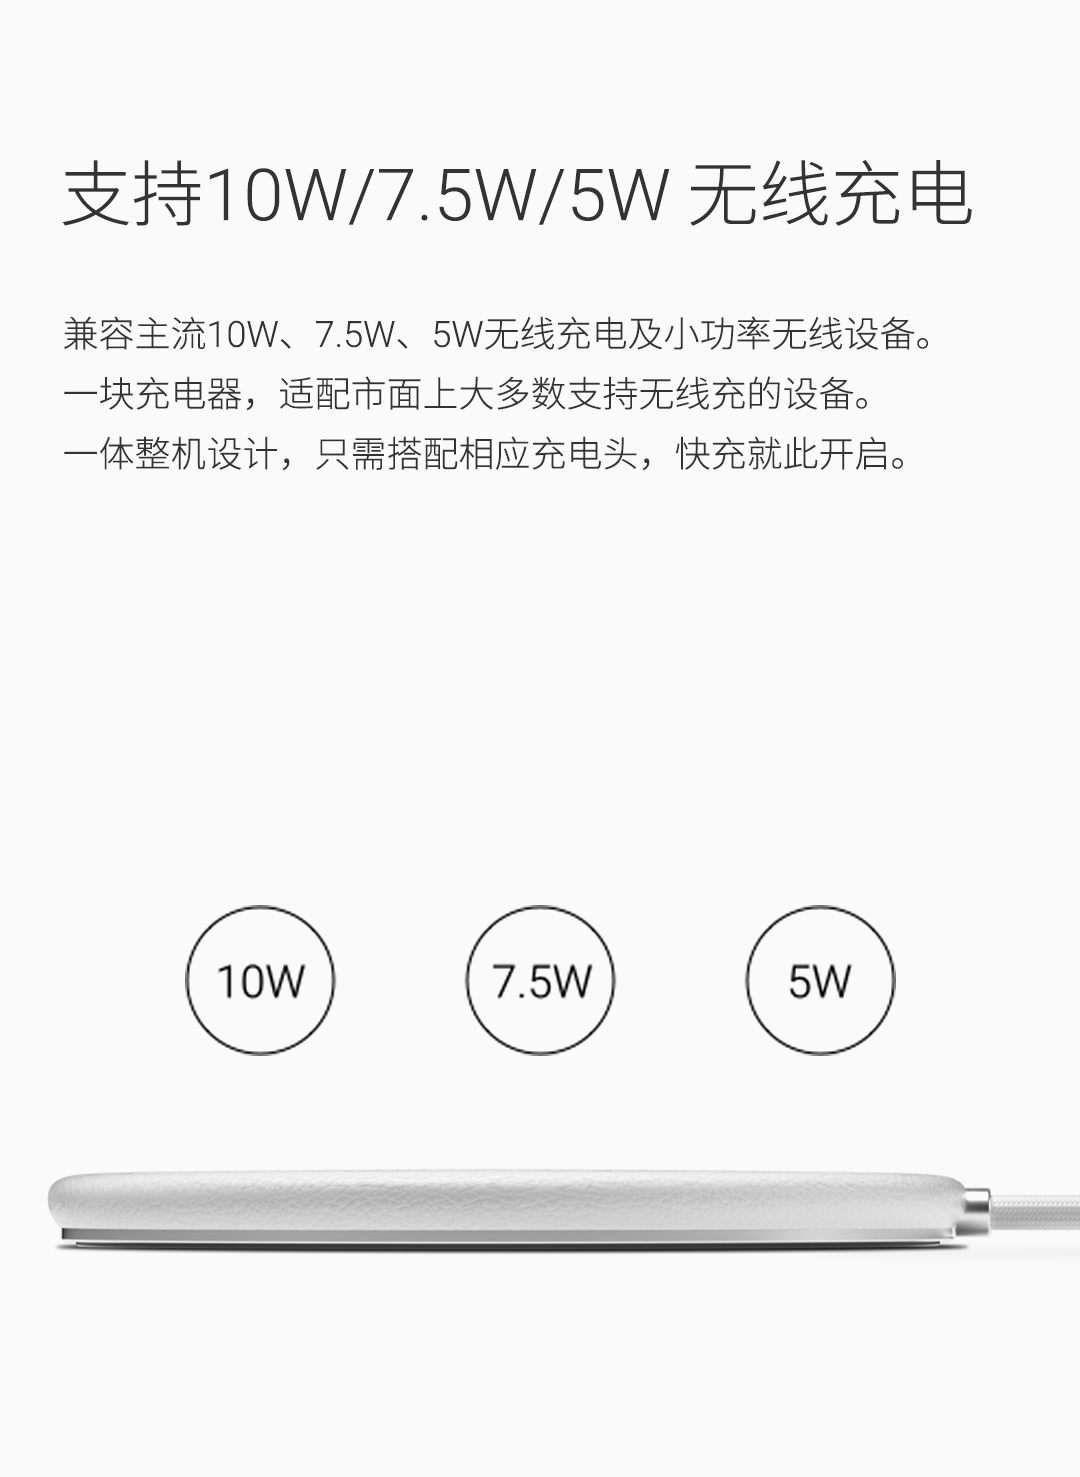 支持10W/7.5W/5W 无线充电
兼容主流10W、7.5W、5W无线充电及小功率无线设备。
一块充电器，适配市面上大多数支持无线充的设备。
一体整机设计，只需搭配相应充电头，快充就此开启。
10W
7.5W
5W